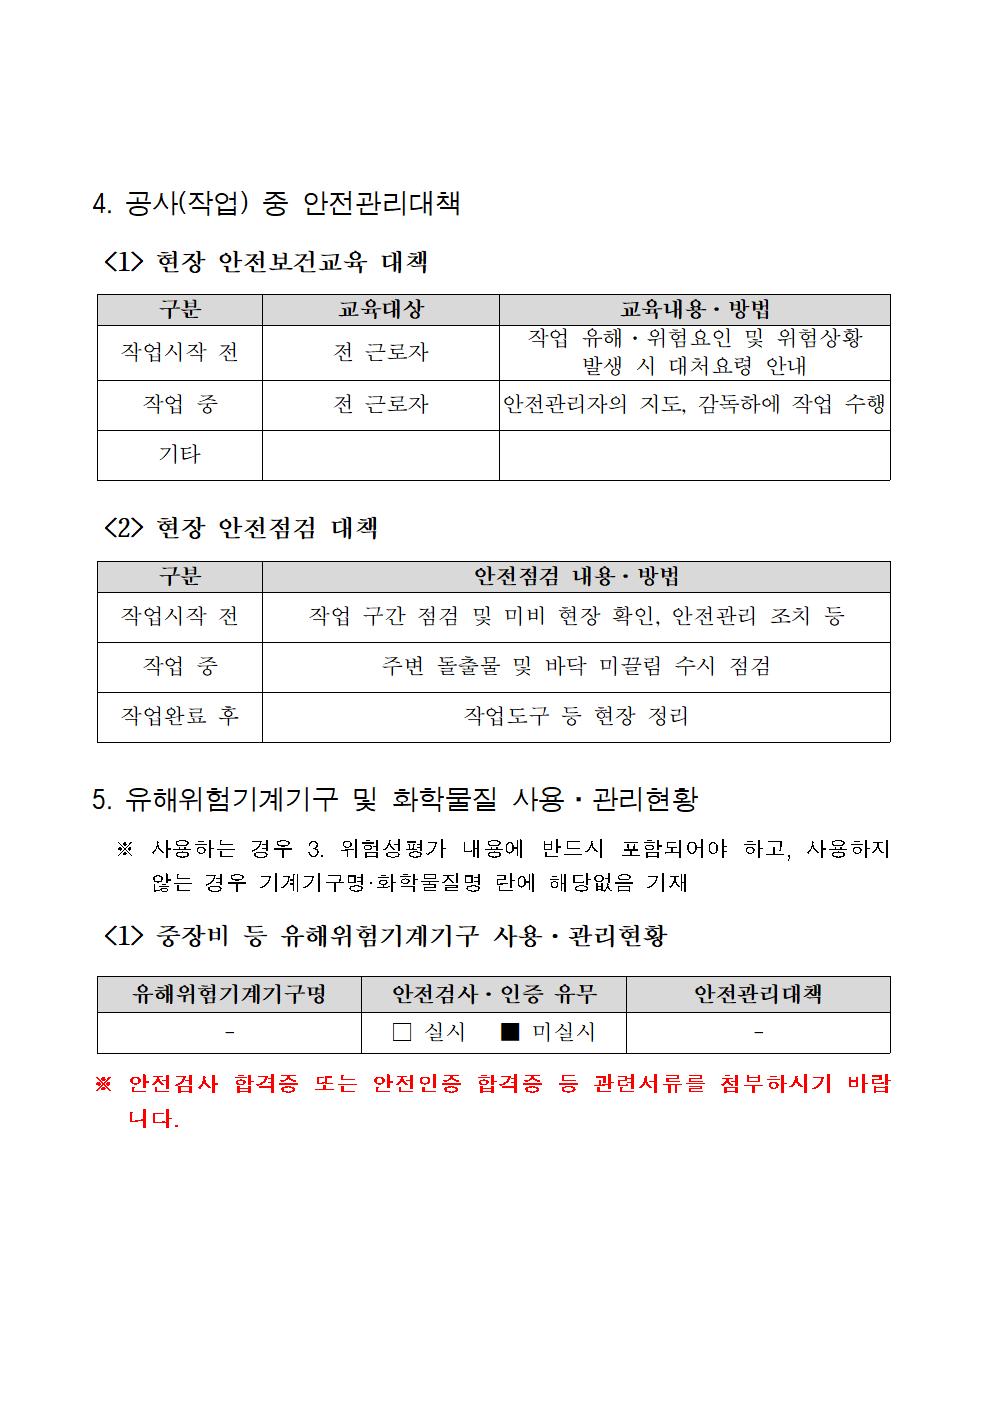 4. 공사(작업) 중 안전관리대책
<1> 현장 안전보건교육 대책
구분 교육대상 교육내용·방법
작업시작 전 전 근로자 작업 유해·위험요인 및 위험상황
발생 시 대처요령 안내
작업 중 전 근로자 안전관리자의 지도, 감독하에 작업 수행
기타
<2> 현장 안전점검 대책
구분 안전점검 내용·방법
작업시작 전 작업 구간 점검 및 미비 현장 확인, 안전관리 조치 등
작업 중 주변 돌출물 및 바닥 미끌림 수시 점검
작업완료 후 작업도구 등 현장 정리
5. 유해위험기계기구 및 화학물질 사용·관리현황
※ 사용하는 경우 3. 위험성평가 내용에 반드시 포함되어야 하고, 사용하지
않는 경우 기계기구명·화학물질명 란에 해당없음 기재
<1> 중장비 등 유해위험기계기구 사용·관리현황
유해위험기계기구명 안전검사·인증 유무 안전관리대책
- □ 실시 ■ 미실시 -
※ 안전검사 합격증 또는 안전인증 합격증 등 관련서류를 첨부하시기 바랍
니다.